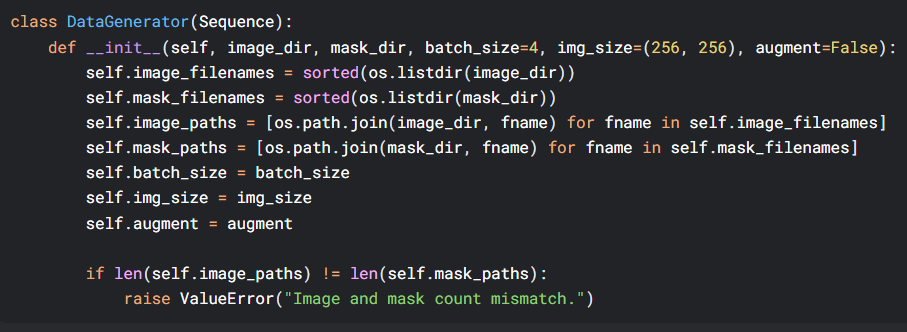 class DataGenerator(Sequence):
    def __init__(self, image_dir, mask_dir, batch_size=4, img_size=(256, 256), augment=False):
        self.image_filenames = sorted(os.listdir(image_dir))
        self.mask_filenames = sorted(os.listdir(mask_dir))
        self.image_paths = [os.path.join(image_dir, fname) for fname in self.image_filenames]
        self.mask_paths = [os.path.join(mask_dir, fname) for fname in self.mask_filenames]
        self.batch_size = batch_size
        self.img_size = img_size
        self.augment = augment

        if len(self.image_paths) != len(self.mask_paths):
            raise ValueError("Image and mask count mismatch.")